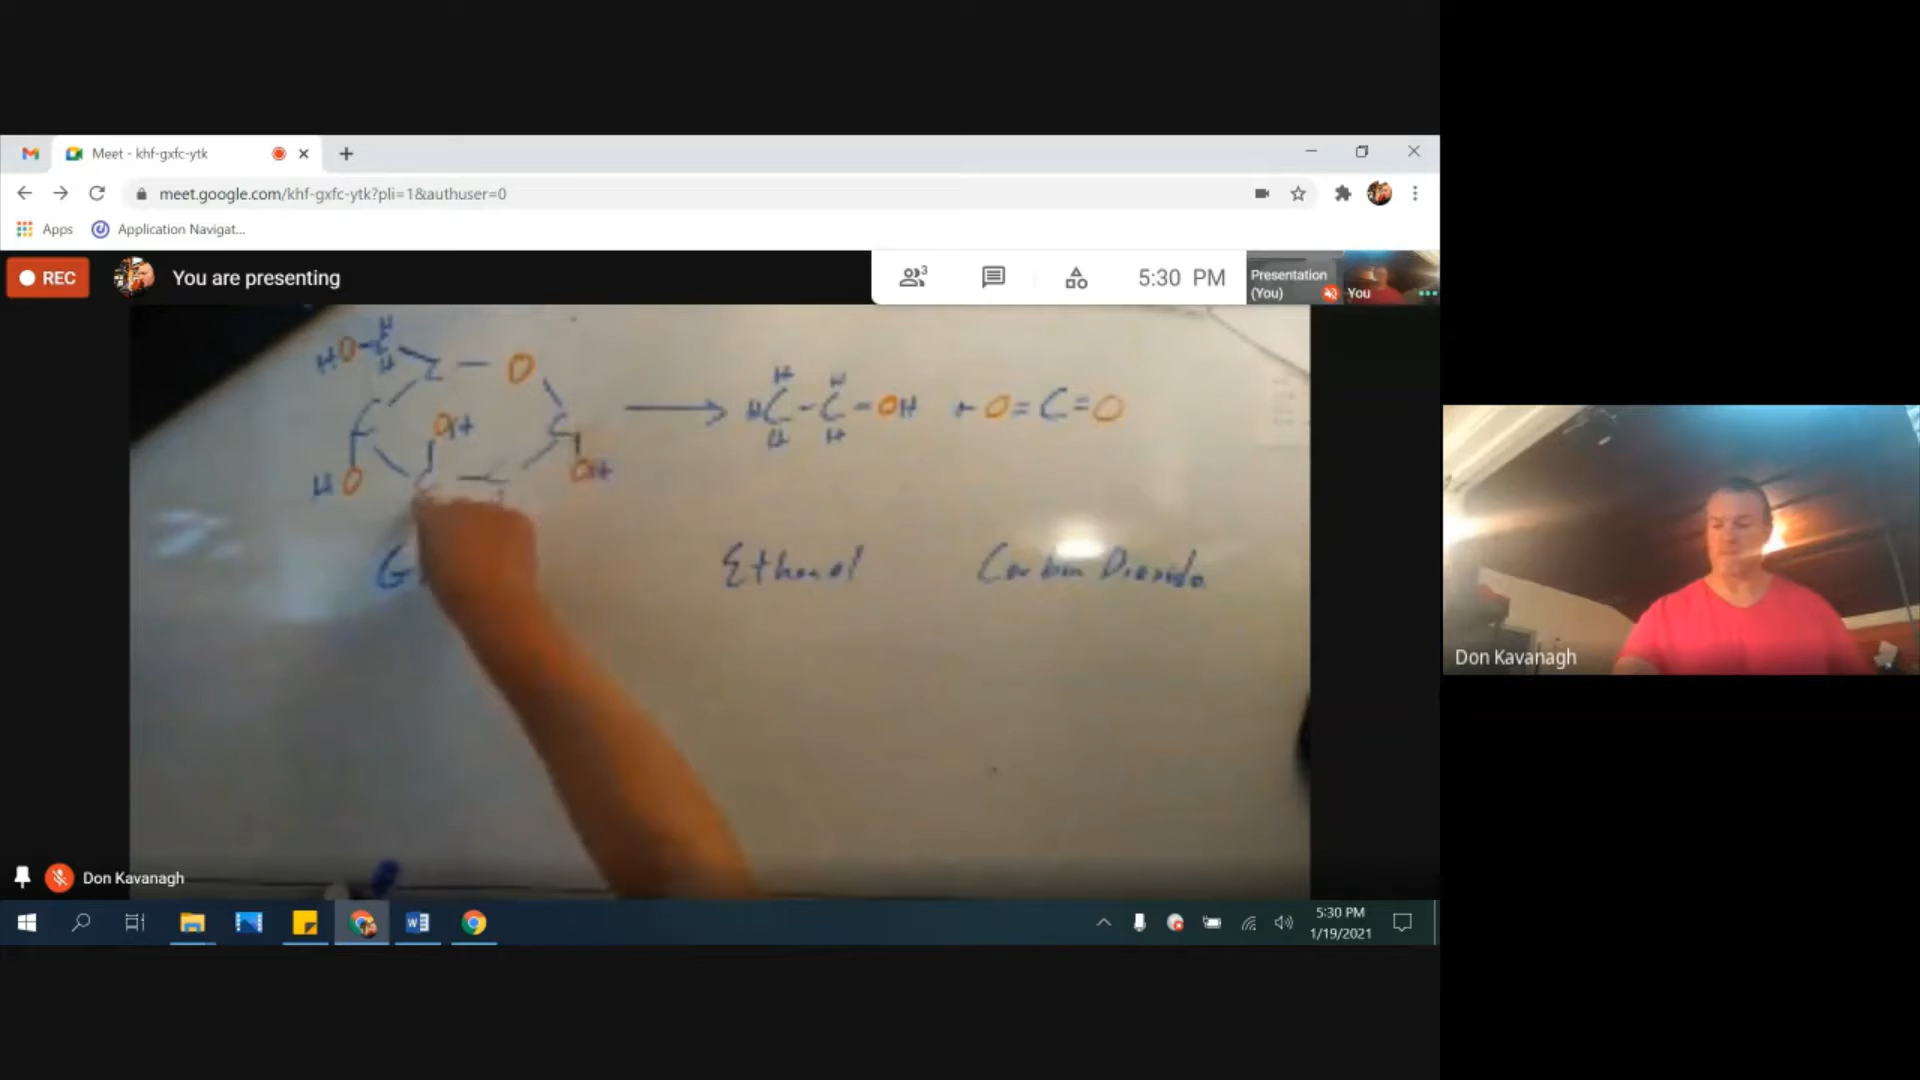 Meet - khf-gxfc-ytk
meet.google.com/khf-gxfc-ytk?pli=1&authuser=0
Apps
Application Navigat...
REC
You are presenting
3
5:30 PM
Presentation
(You)
You
H
HO-C
H
C - O
C
OH
C
HO
C
OH
→
H H
HC-C-OH + O=C=O
H H
G
Ethanol
Carbon Dioxide
Don Kavanagh
Don Kavanagh
5:30 PM
1/19/2021